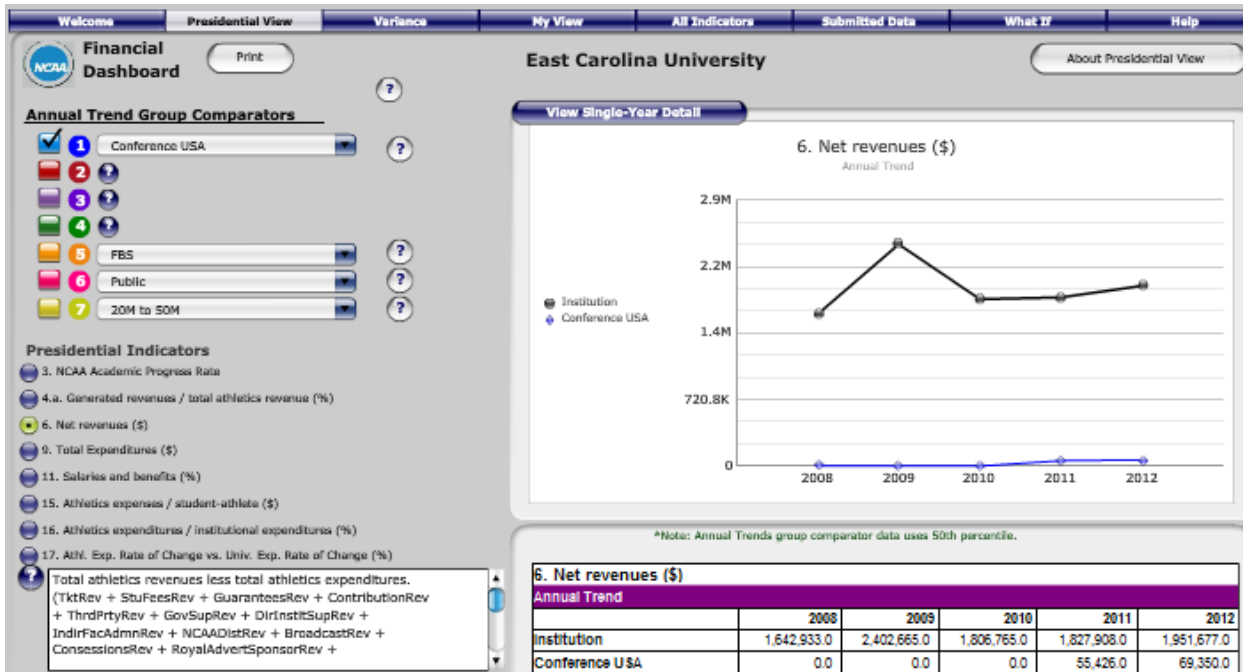 Welcome Presidential View Variance My View All Indicators Submitted Data What If Help
NCAA
Financial
Dashboard
Print
East Carolina University
About Presidential View
?
Annual Trend Group Comparators
1 Conference USA ?
2 ?
3 ?
4 ?
5 FBS ?
6 Public ?
7 20M to 50M ?
Presidential Indicators
3. NCAA Academic Progress Rate
4.a. Generated revenues / total athletics revenue (%)
6. Net revenues ($)
9. Total Expenditures ($)
11. Salaries and benefits (%)
15. Athletics expenses / student-athlete ($)
16. Athletics expenditures / institutional expenditures (%)
17. Athl. Exp. Rate of Change vs. Univ. Exp. Rate of Change (%)
?
Total athletics revenues less total athletics expenditures.
(TktRev + StuFeesRev + GuaranteesRev + ContributionRev
+ ThrdPrtyRev + GovSupRev + DirInstitSupRev +
IndirFacAdmnRev + NCAADistRev + BroadcastRev +
ConsessionsRev + RoyalAdvertSponsorRev +
View Single-Year Detail
6. Net revenues ($)
Annual Trend
2.9M
2.2M
1.4M
720.8K
0
Institution
Conference USA
2008 2009 2010 2011 2012
*Note: Annual Trends group comparator data uses 50th percentile.
6. Net revenues ($)
Annual Trend
2008 2009 2010 2011 2012
Institution 1,642,933.0 2,402,665.0 1,806,765.0 1,827,908.0 1,951,677.0
Conference USA 0.0 0.0 0.0 55,426.0 69,350.0